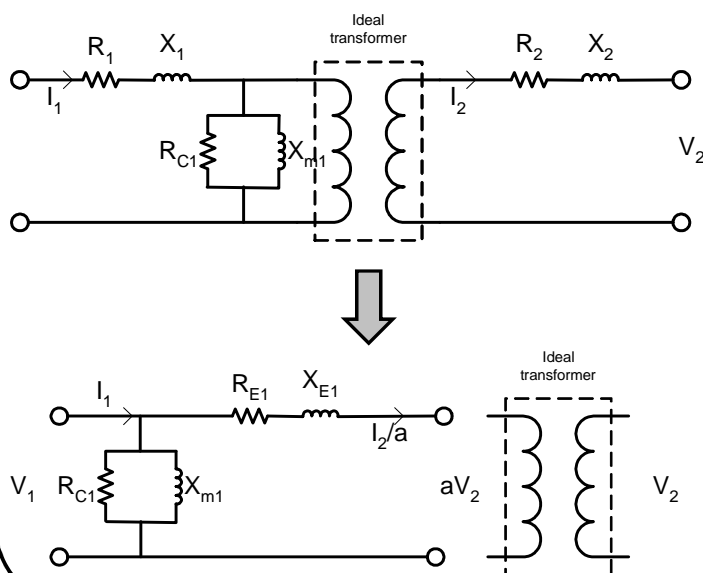 Ideal
transformer
R1 X1 R2 X2
I1 I2
RC1 Xm1 V2
Ideal
transformer
I1 RE1 XE1
I2/a
V1 RC1 Xm1 aV2 V2